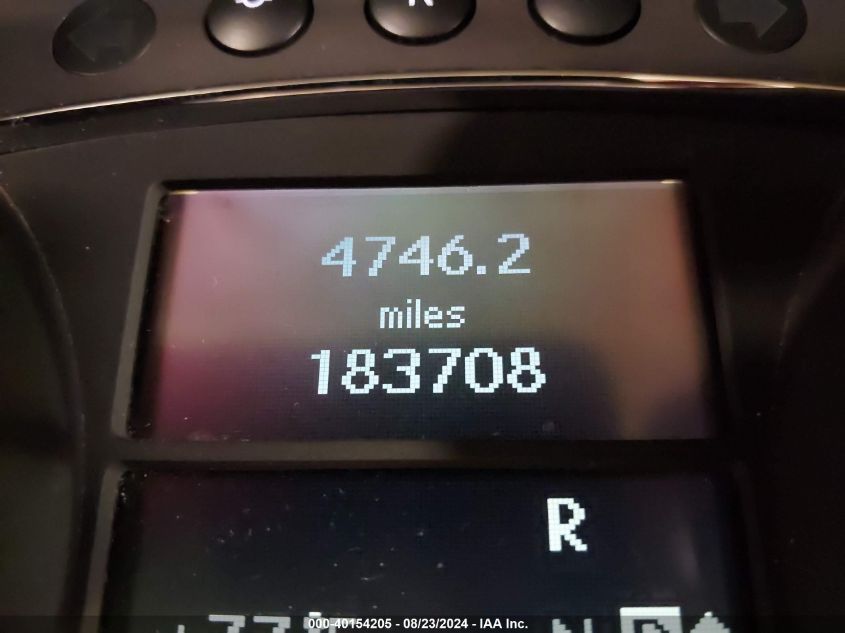 4746.2
miles
183708
R
000-40154205 - 08/23/2024 - IAA Inc.